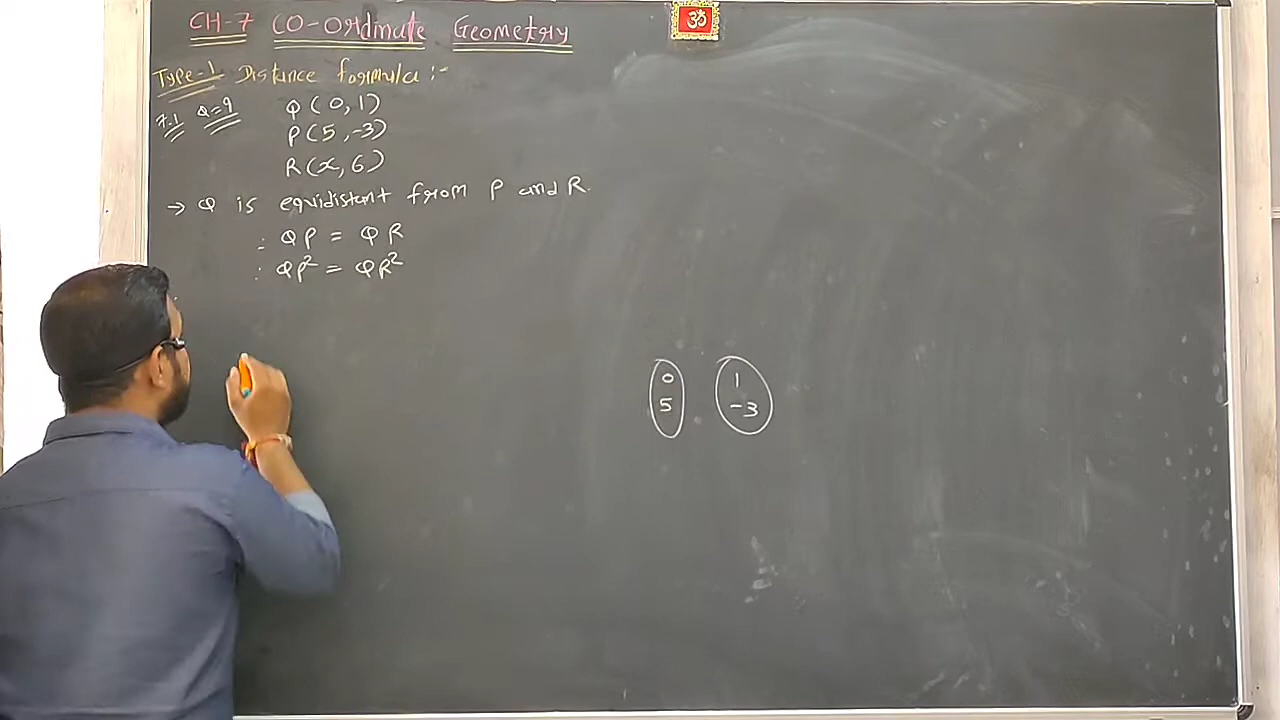 CH-7 CO-Ordinate Geometry
ॐ
Type-1 Distance formula :-
7.1 Q=9 Q(0,1)
P(5,-3)
R(x,6)
→ Q is equidistant from P and R.
∴ QP = QR
∴ QP² = QR²
0 1
5 -3